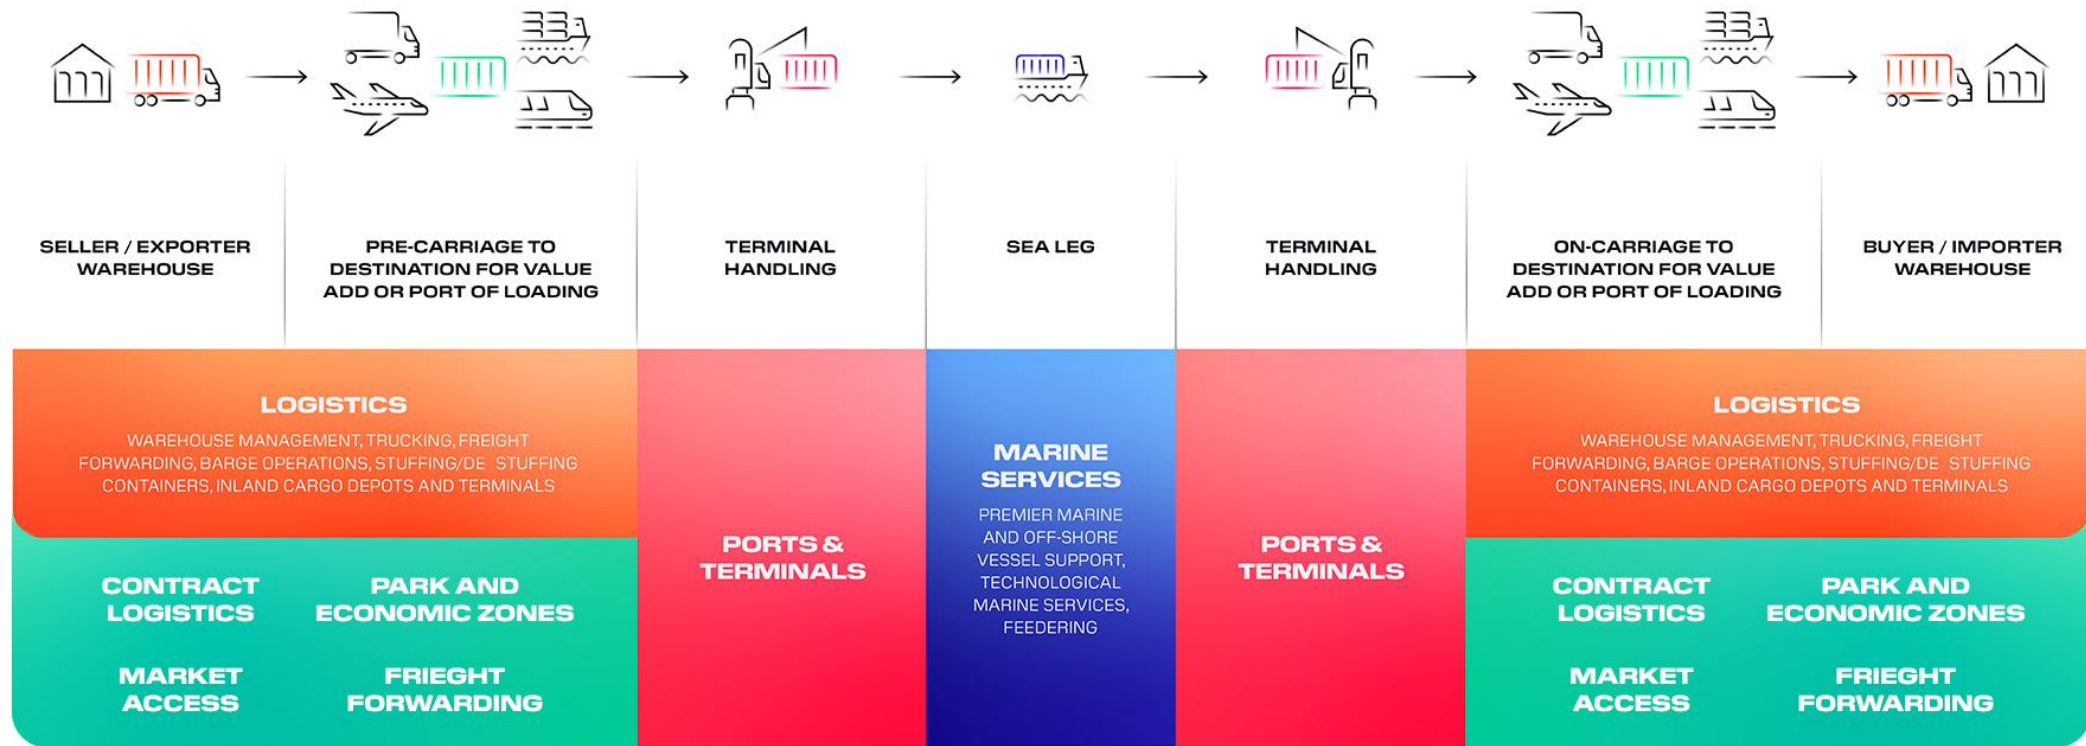 SELLER / EXPORTER
WAREHOUSE
PRE-CARRIAGE TO
DESTINATION FOR VALUE
ADD OR PORT OF LOADING
TERMINAL
HANDLING
SEA LEG
TERMINAL
HANDLING
ON-CARRIAGE TO
DESTINATION FOR VALUE
ADD OR PORT OF LOADING
BUYER / IMPORTER
WAREHOUSE
LOGISTICS
WAREHOUSE MANAGEMENT, TRUCKING, FREIGHT
FORWARDING, BARGE OPERATIONS, STUFFING/DE STUFFING
CONTAINERS, INLAND CARGO DEPOTS AND TERMINALS
CONTRACT
LOGISTICS
PARK AND
ECONOMIC ZONES
MARKET
ACCESS
FRIEGHT
FORWARDING
PORTS &
TERMINALS
MARINE
SERVICES
PREMIER MARINE
AND OFF-SHORE
VESSEL SUPPORT,
TECHNOLOGICAL
MARINE SERVICES,
FEEDERING
PORTS &
TERMINALS
LOGISTICS
WAREHOUSE MANAGEMENT, TRUCKING, FREIGHT
FORWARDING, BARGE OPERATIONS, STUFFING/DE STUFFING
CONTAINERS, INLAND CARGO DEPOTS AND TERMINALS
CONTRACT
LOGISTICS
PARK AND
ECONOMIC ZONES
MARKET
ACCESS
FRIEGHT
FORWARDING